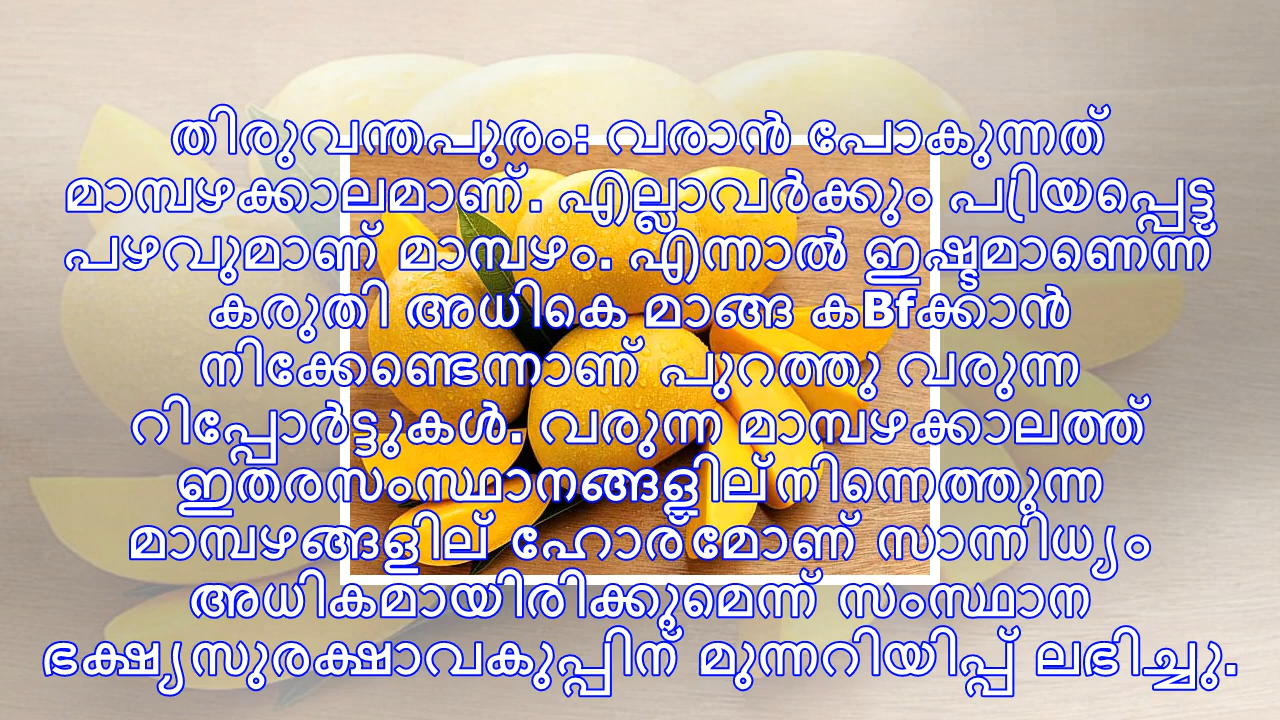 തിരുവന്തപുരം: വരാൻ പോകുന്നത്
മാമ്പഴക്കാലമാണ്. എല്ലാവർക്കും പ്രിയപ്പെട്ട
പഴവുമാണ് മാമ്പഴം. എന്നാൽ ഇഷ്ടമാണെന്ന്
കരുതി അധികെ മാങ്ങ കBfക്കാൻ
നിക്കേണ്ടെന്നാണ് പുറത്തു വരുന്ന
റിപ്പോർട്ടുകൾ. വരുന്ന മാമ്പഴക്കാലത്ത്
ഇതരസംസ്ഥാനങ്ങളില് നിന്നെത്തുന്ന
മാമ്പഴങ്ങളില് ഹോര്മോണ് സാന്നിധ്യം
അധികമായിരിക്കുമെന്ന് സംസ്ഥാന
ഭക്ഷ്യസുരക്ഷാവകുപ്പിന് മുന്നറിയിപ്പ് ലഭിച്ചു.